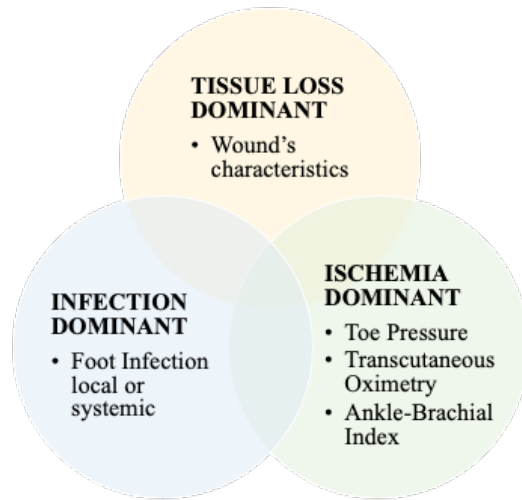 TISSUE LOSS
DOMINANT
• Wound's
characteristics
INFECTION
DOMINANT
• Foot Infection
local or
systemic
ISCHEMIA
DOMINANT
• Toe Pressure
• Transcutaneous
Oximetry
• Ankle-Brachial
Index